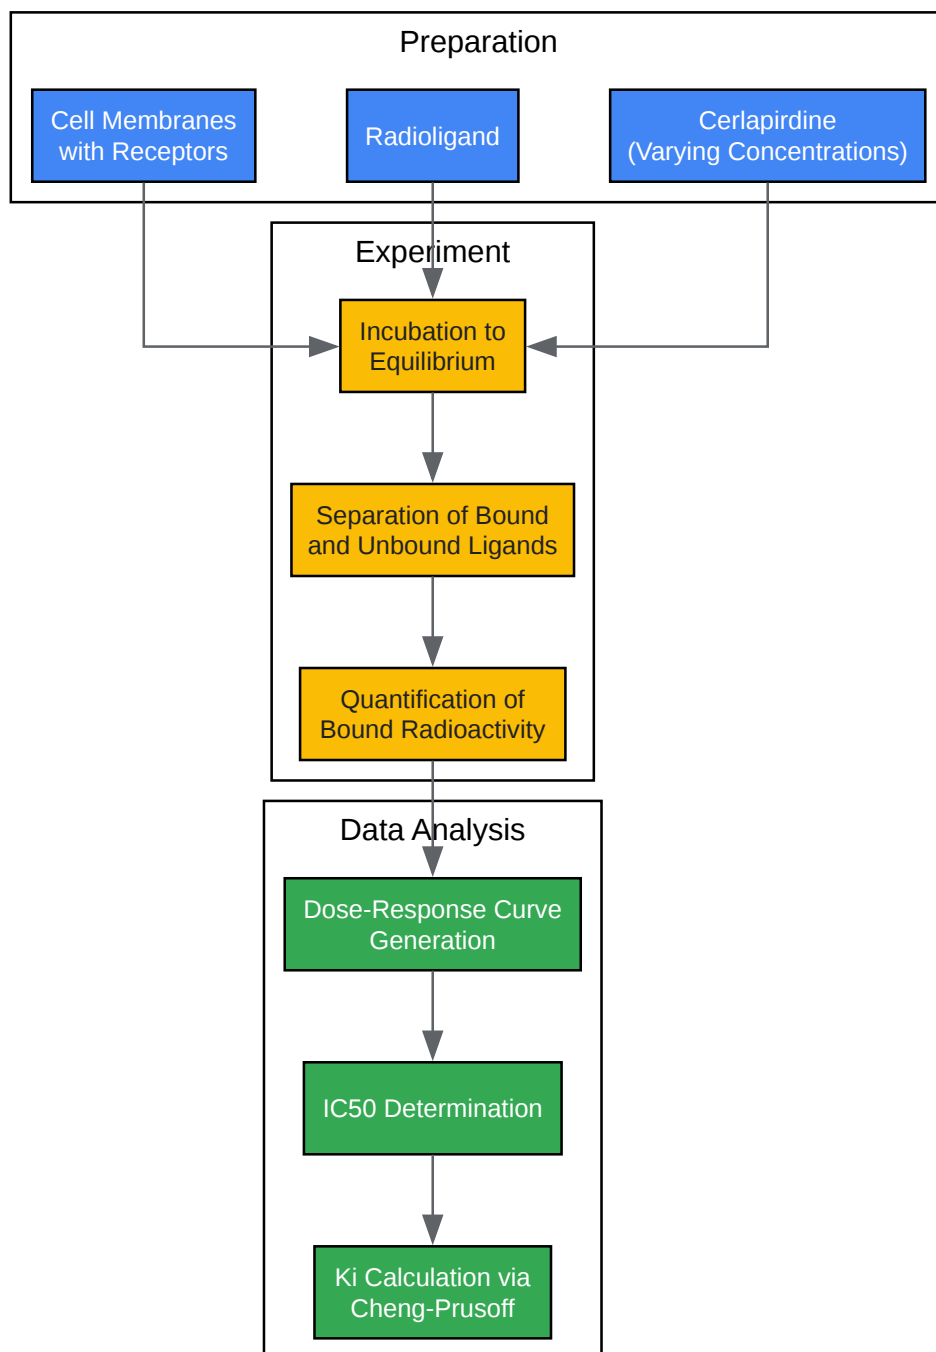 Preparation
Cell Membranes
with Receptors
Radioligand
Cerlapirdine
(Varying Concentrations)
Experiment
Incubation to
Equilibrium
Separation of Bound
and Unbound Ligands
Quantification of
Bound Radioactivity
Data Analysis
Dose-Response Curve
Generation
IC50 Determination
Ki Calculation via
Cheng-Prusoff